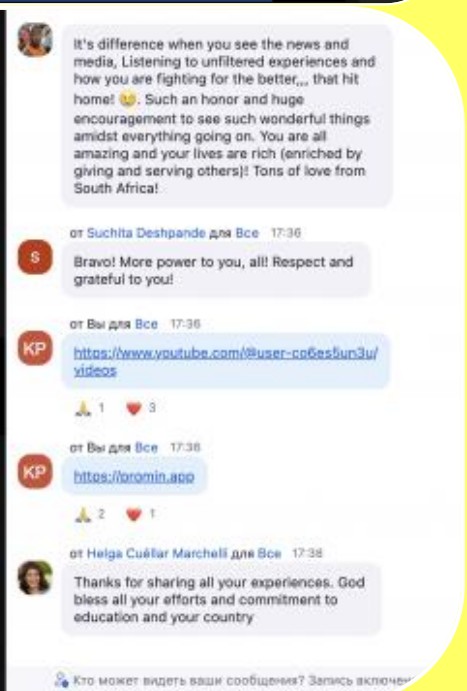 It's difference when you see the news and
media, Listening to unfiltered experiences and
how you are fighting for the better,,, that hit
home! 😢. Such an honor and huge
encouragement to see such wonderful things
amidst everything going on. You are all
amazing and your lives are rich (enriched by
giving and serving others)! Tons of love from
South Africa!
от Suchita Deshpande для Все 17:36
S
Bravo! More power to you, all! Respect and
grateful to you!
от Вы для Все 17:36
KP
https://www.youtube.com/@user-co6es5un3u/
videos
🙏 1 ❤️ 3
от Вы для Все 17:36
KP
https://promin.app
🙏 2 ❤️ 1
от Helga Cuéllar Marchelli для Все 17:38
Thanks for sharing all your experiences. God
bless all your efforts and commitment to
education and your country
Кто может видеть ваши сообщения? Запись